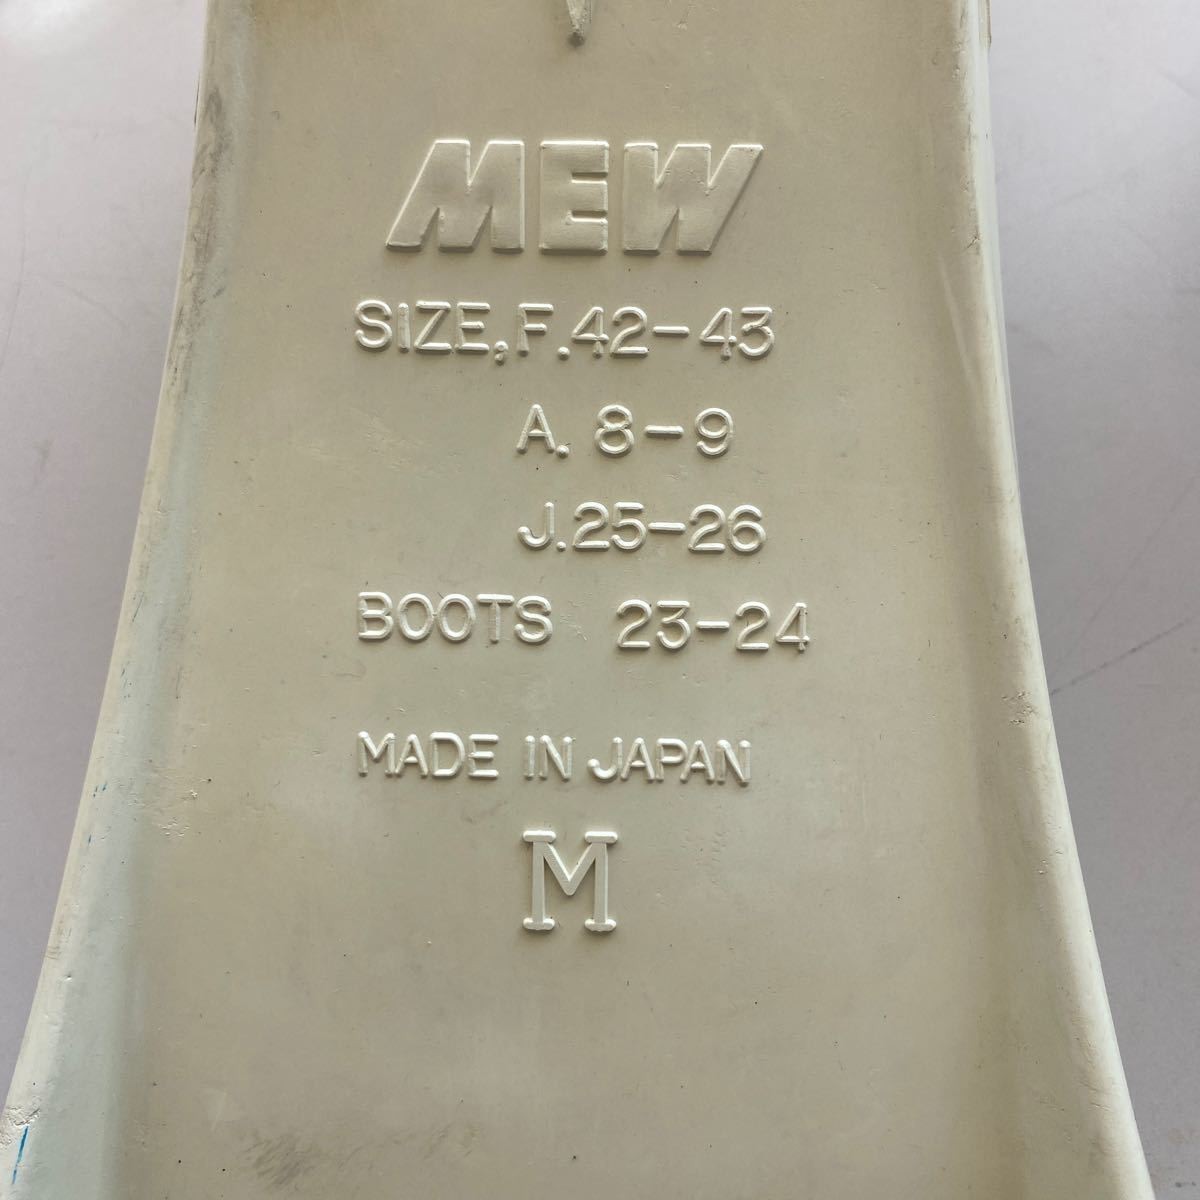 MEW
SIZE,F.42-43
A. 8-9
J.25-26
BOOTS 23-24
MADE IN JAPAN
M